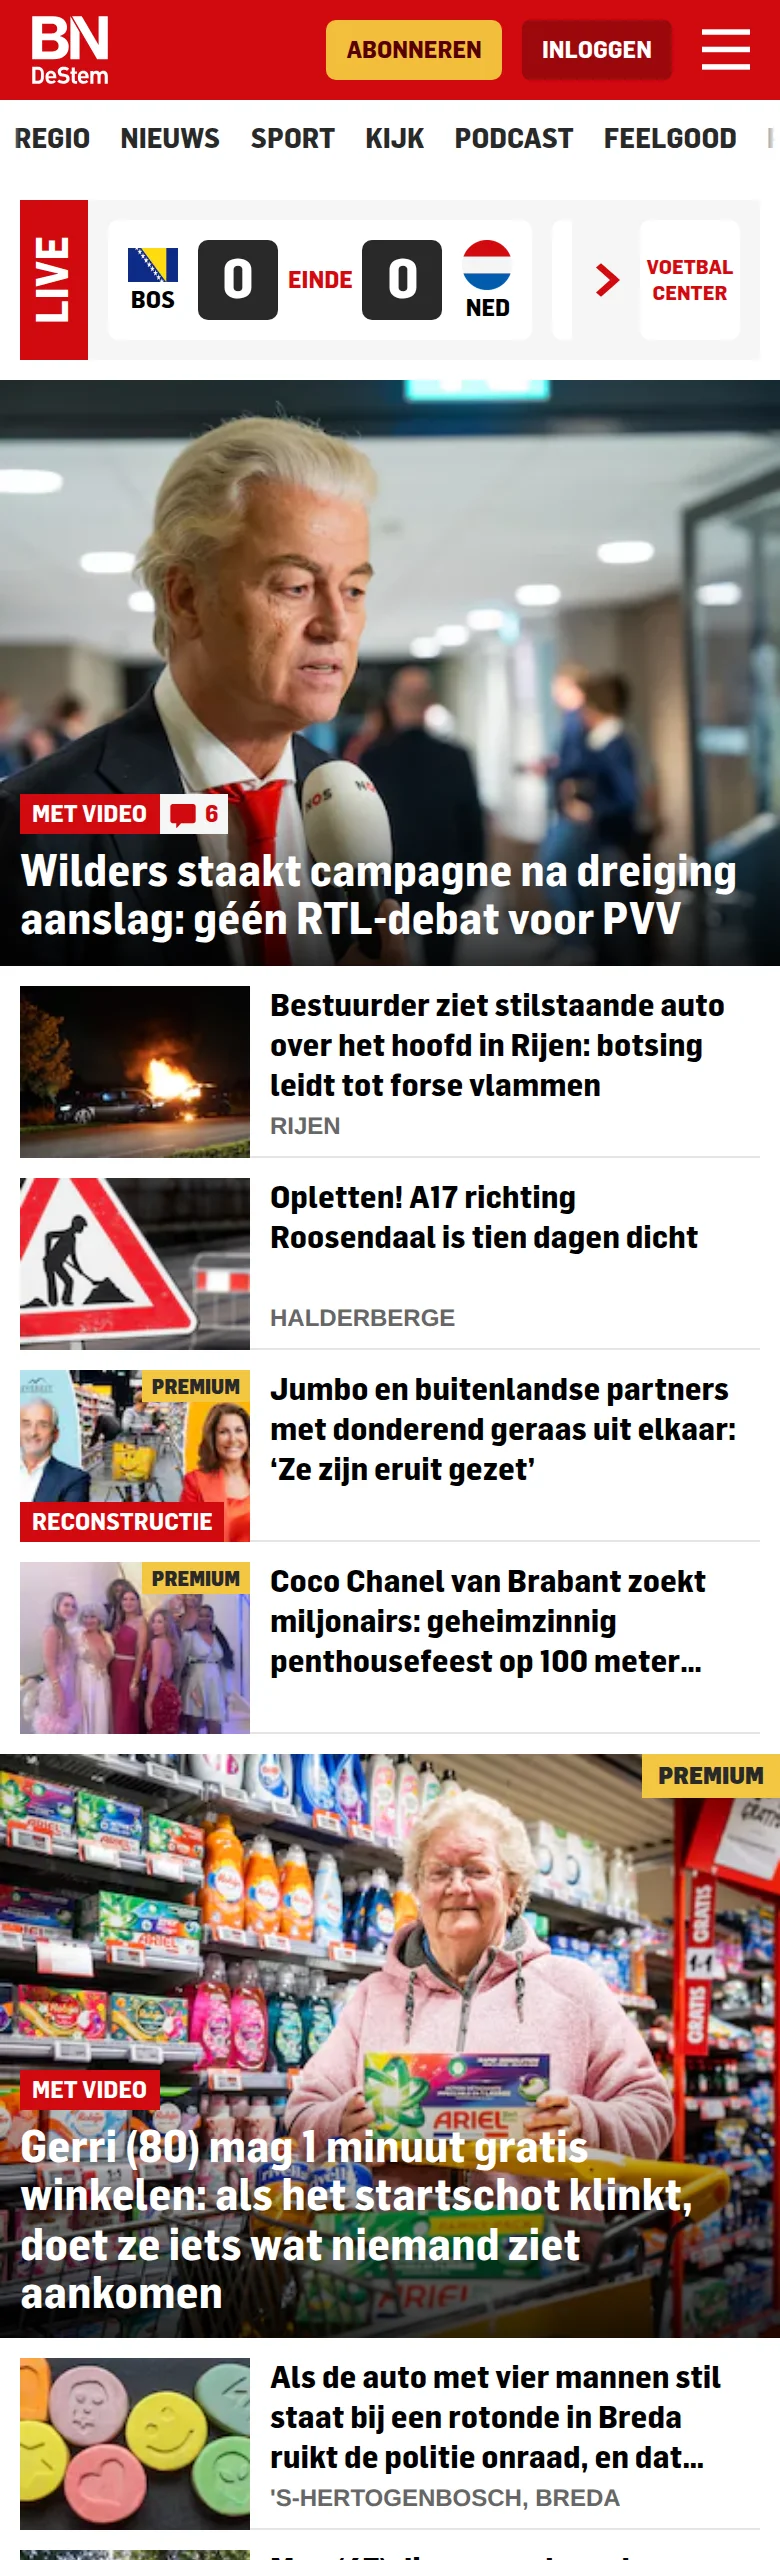 BN
DeStem
ABONNEREN
INLOGGEN
REGIO NIEUWS SPORT KIJK PODCAST FEELGOOD
LIVE
BOS
0
EINDE
0
NED
VOETBAL
CENTER
NOS
MET VIDEO
6
Wilders staakt campagne na dreiging
aanslag: géén RTL-debat voor PVV
Bestuurder ziet stilstaande auto
over het hoofd in Rijen: botsing
leidt tot forse vlammen
RIJEN
Opletten! A17 richting
Roosendaal is tien dagen dicht
HALDERBERGE
PREMIUM
RECONSTRUCTIE
Jumbo en buitenlandse partners
met donderend geraas uit elkaar:
‘Ze zijn eruit gezet’
PREMIUM
Coco Chanel van Brabant zoekt
miljonairs: geheimzinnig
penthousefeest op 100 meter...
PREMIUM
GRATIS
GRATIS
ARIEL
ARIEL
MET VIDEO
Gerri (80) mag 1 minuut gratis
winkelen: als het startschot klinkt,
doet ze iets wat niemand ziet
aankomen
ARIEL
Als de auto met vier mannen stil
staat bij een rotonde in Breda
ruikt de politie onraad, en dat...
'S-HERTOGENBOSCH, BREDA